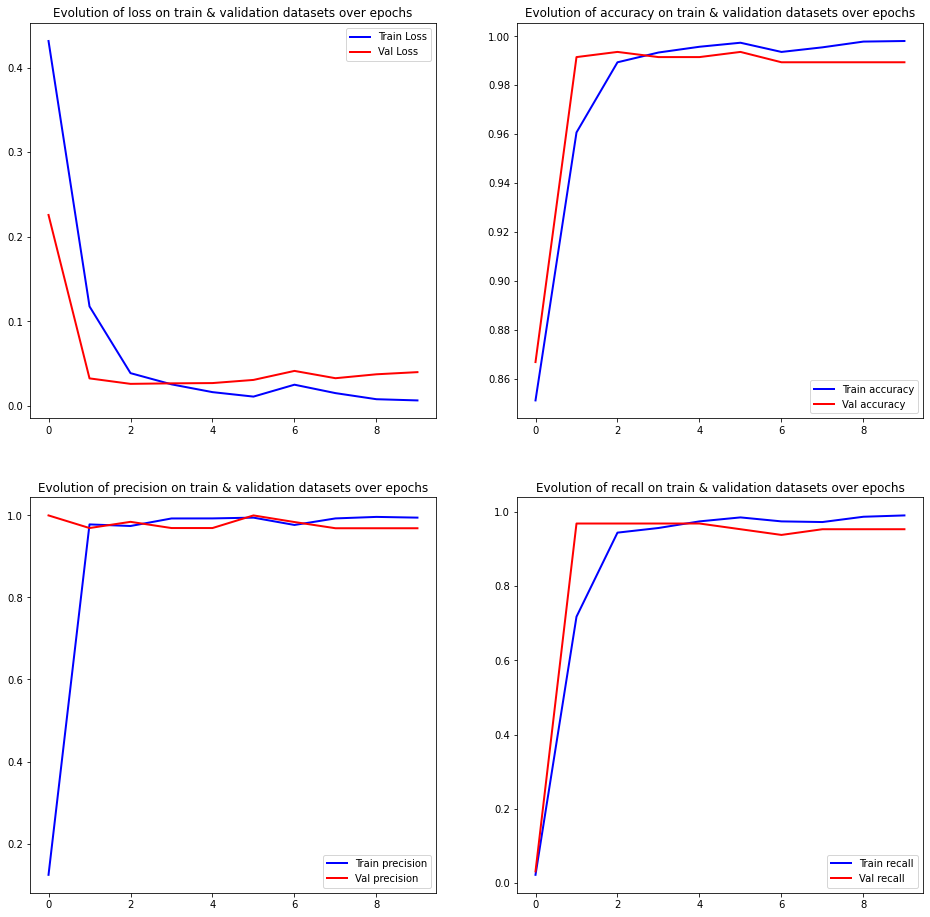 Evolution of loss on train & validation datasets over epochs
Train Loss
Val Loss
0.4
0.3
0.2
0.1
0.0
0 2 4 6 8
Evolution of accuracy on train & validation datasets over epochs
1.00
0.98
0.96
0.94
0.92
0.90
0.88
0.86
Train accuracy
Val accuracy
0 2 4 6 8
Evolution of precision on train & validation datasets over epochs
1.0
0.8
0.6
0.4
0.2
Train precision
Val precision
0 2 4 6 8
Evolution of recall on train & validation datasets over epochs
1.0
0.8
0.6
0.4
0.2
0.0
Train recall
Val recall
0 2 4 6 8